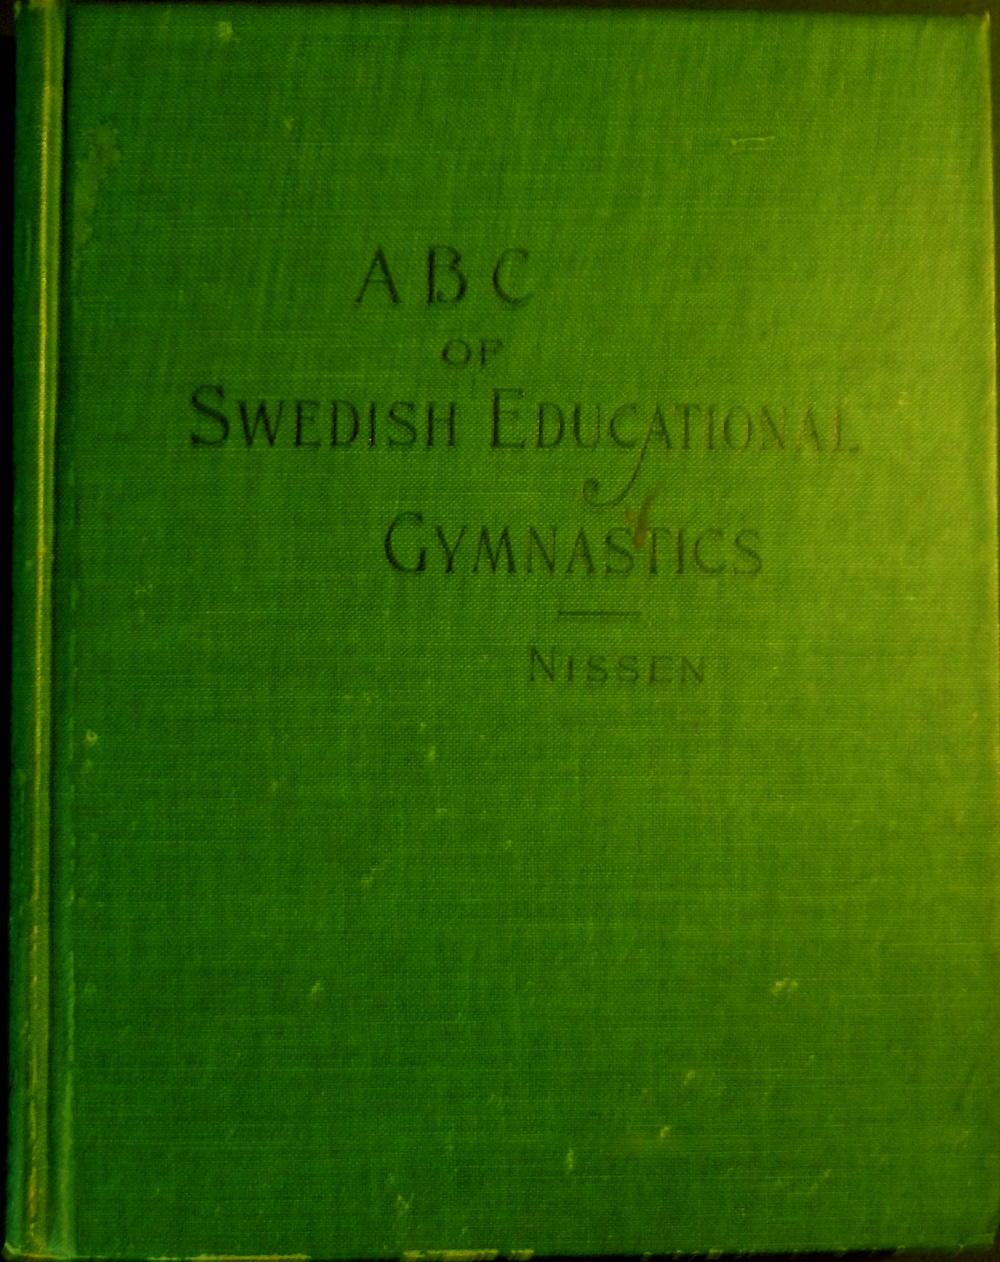 ABC
OF
SWEDISH EDUCATIONAL
GYMNASTICS
NISSEN